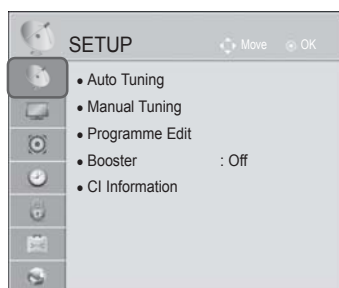 SETUP Move OK
• Auto Tuning
• Manual Tuning
• Programme Edit
• Booster : Off
• CI Information